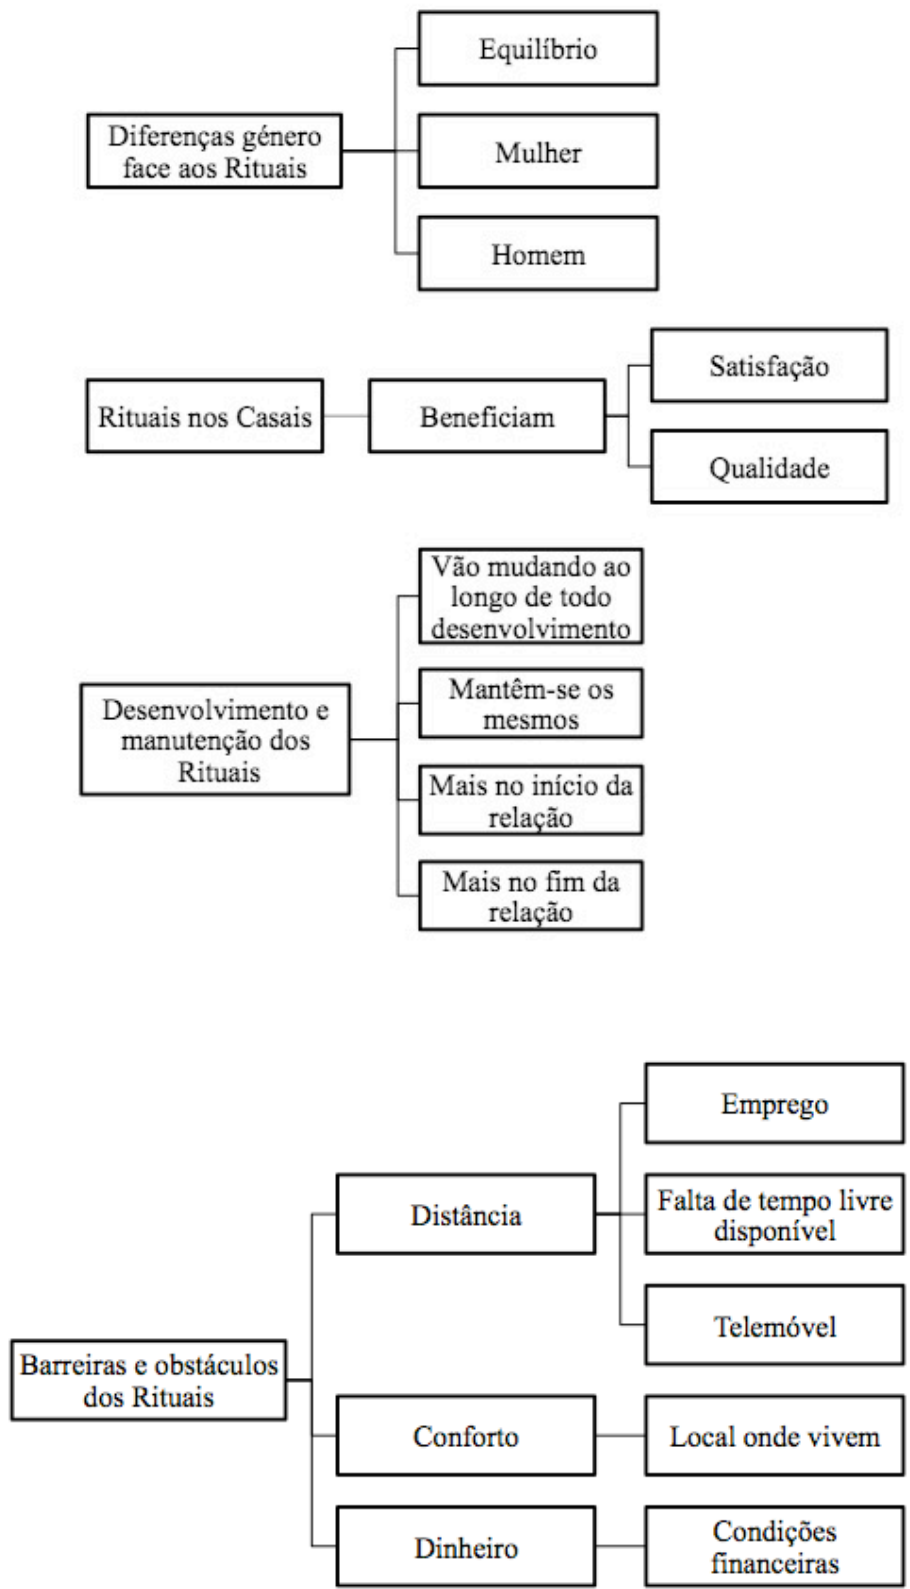 Diferenças género
face aos Rituais
Equilíbrio
Mulher
Homem
Rituais nos Casais
Beneficiam
Satisfação
Qualidade
Desenvolvimento e
manutenção dos
Rituais
Vão mudando ao
longo de todo
desenvolvimento
Mantêm-se os
mesmos
Mais no início da
relação
Mais no fim da
relação
Barreiras e obstáculos
dos Rituais
Distância
Emprego
Falta de tempo livre
disponível
Telemóvel
Conforto
Local onde vivem
Dinheiro
Condições
financeiras